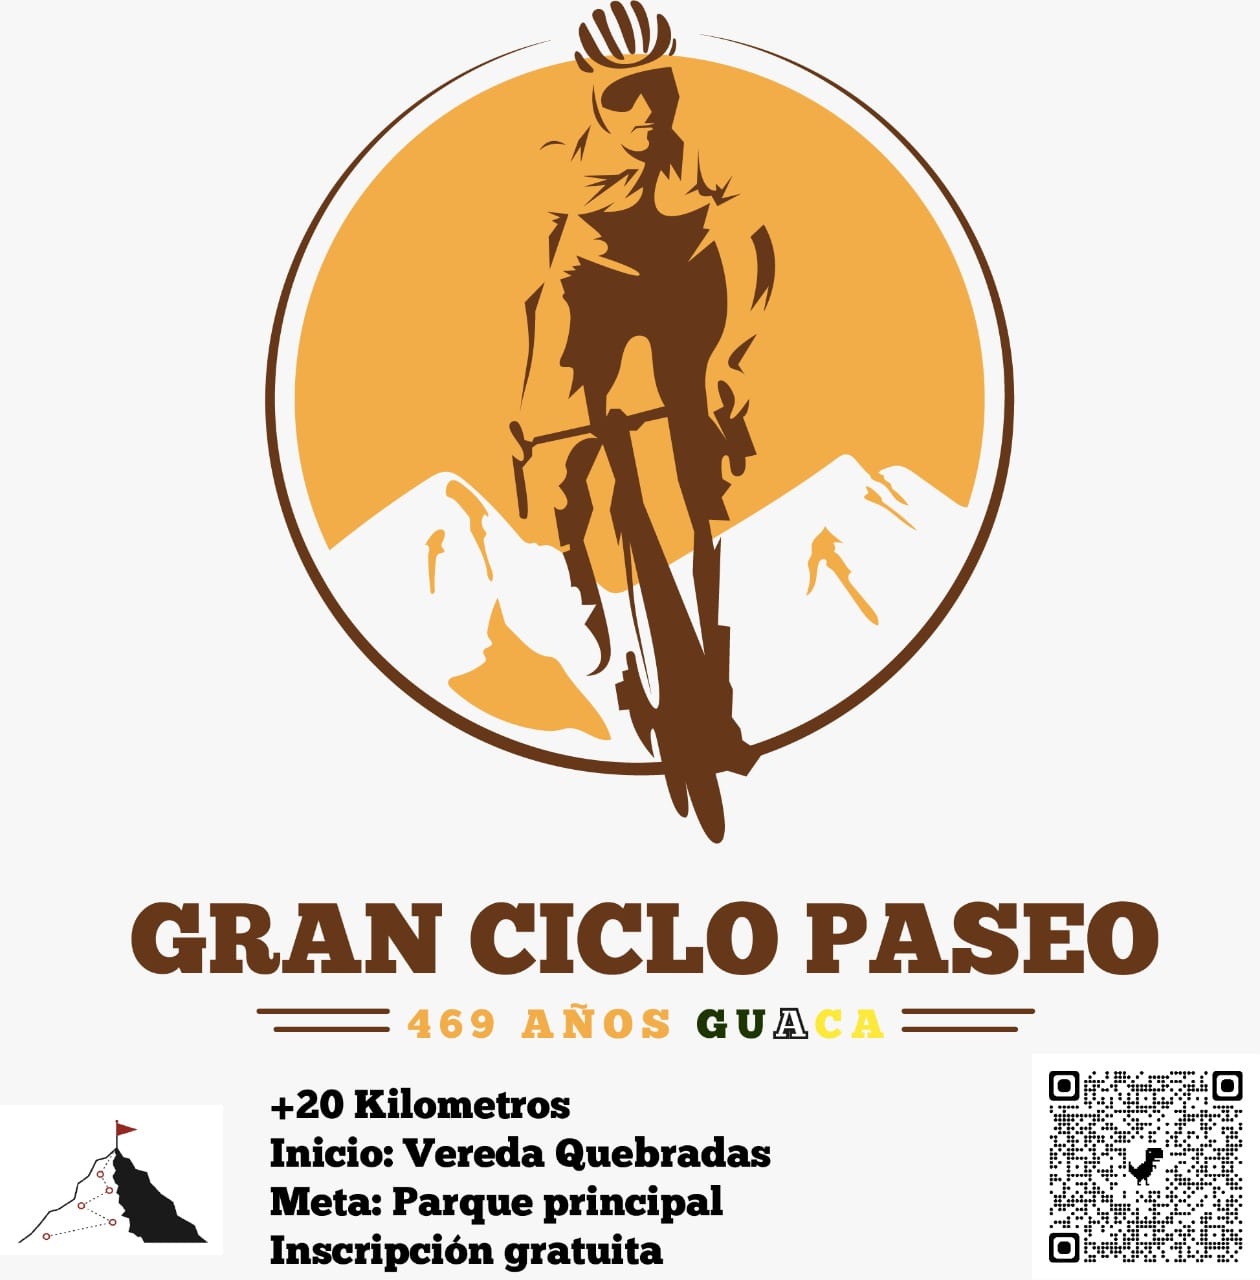 GRAN CICLO PASEO
469 AÑOS GUACA
+20 Kilometros
Inicio: Vereda Quebradas
Meta: Parque principal
Inscripción gratuita